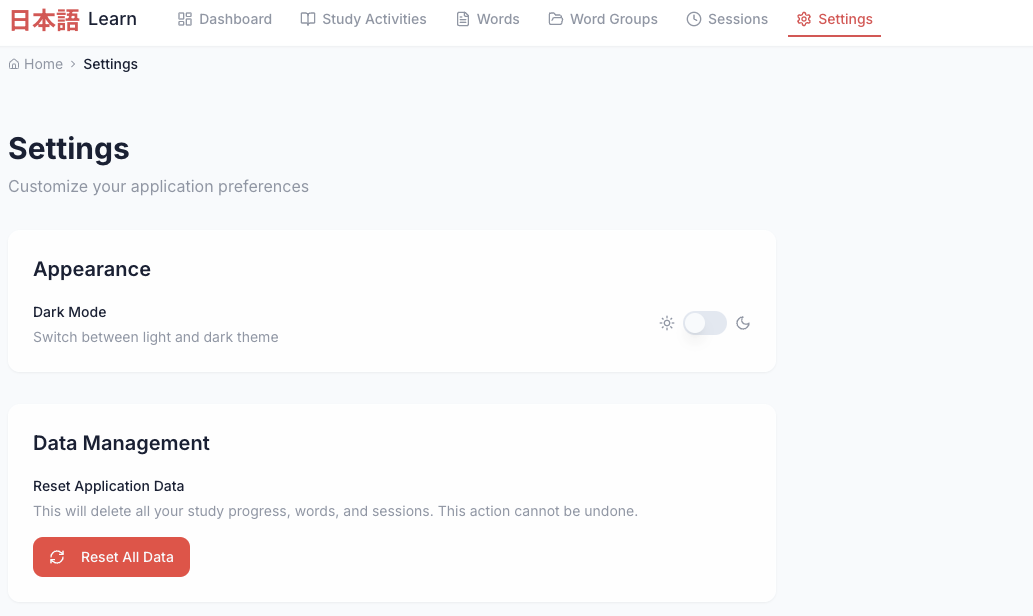 日本語 Learn Dashboard Study Activities Words Word Groups Sessions Settings
Home > Settings
Settings
Customize your application preferences
Appearance
Dark Mode
Switch between light and dark theme
Data Management
Reset Application Data
This will delete all your study progress, words, and sessions. This action cannot be undone.
Reset All Data